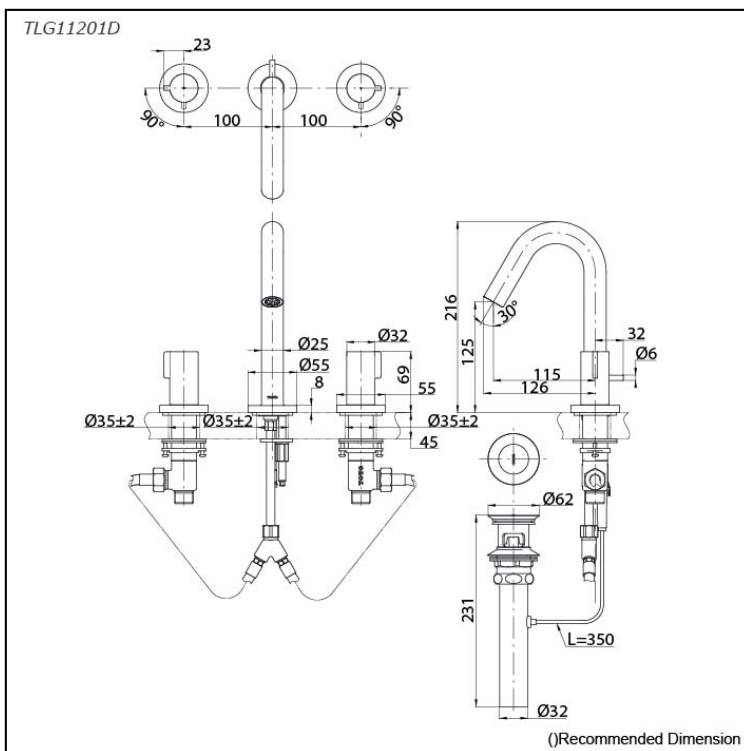 TLG11201D
23
90°
100
100
90°
216
125
30°
32
Ø6
115
126
Ø25
Ø55
8
Ø32
69
55
Ø35±2
Ø35±2
Ø35±2
45
TOTO
Ø62
231
L=350
Ø32
()Recommended Dimension